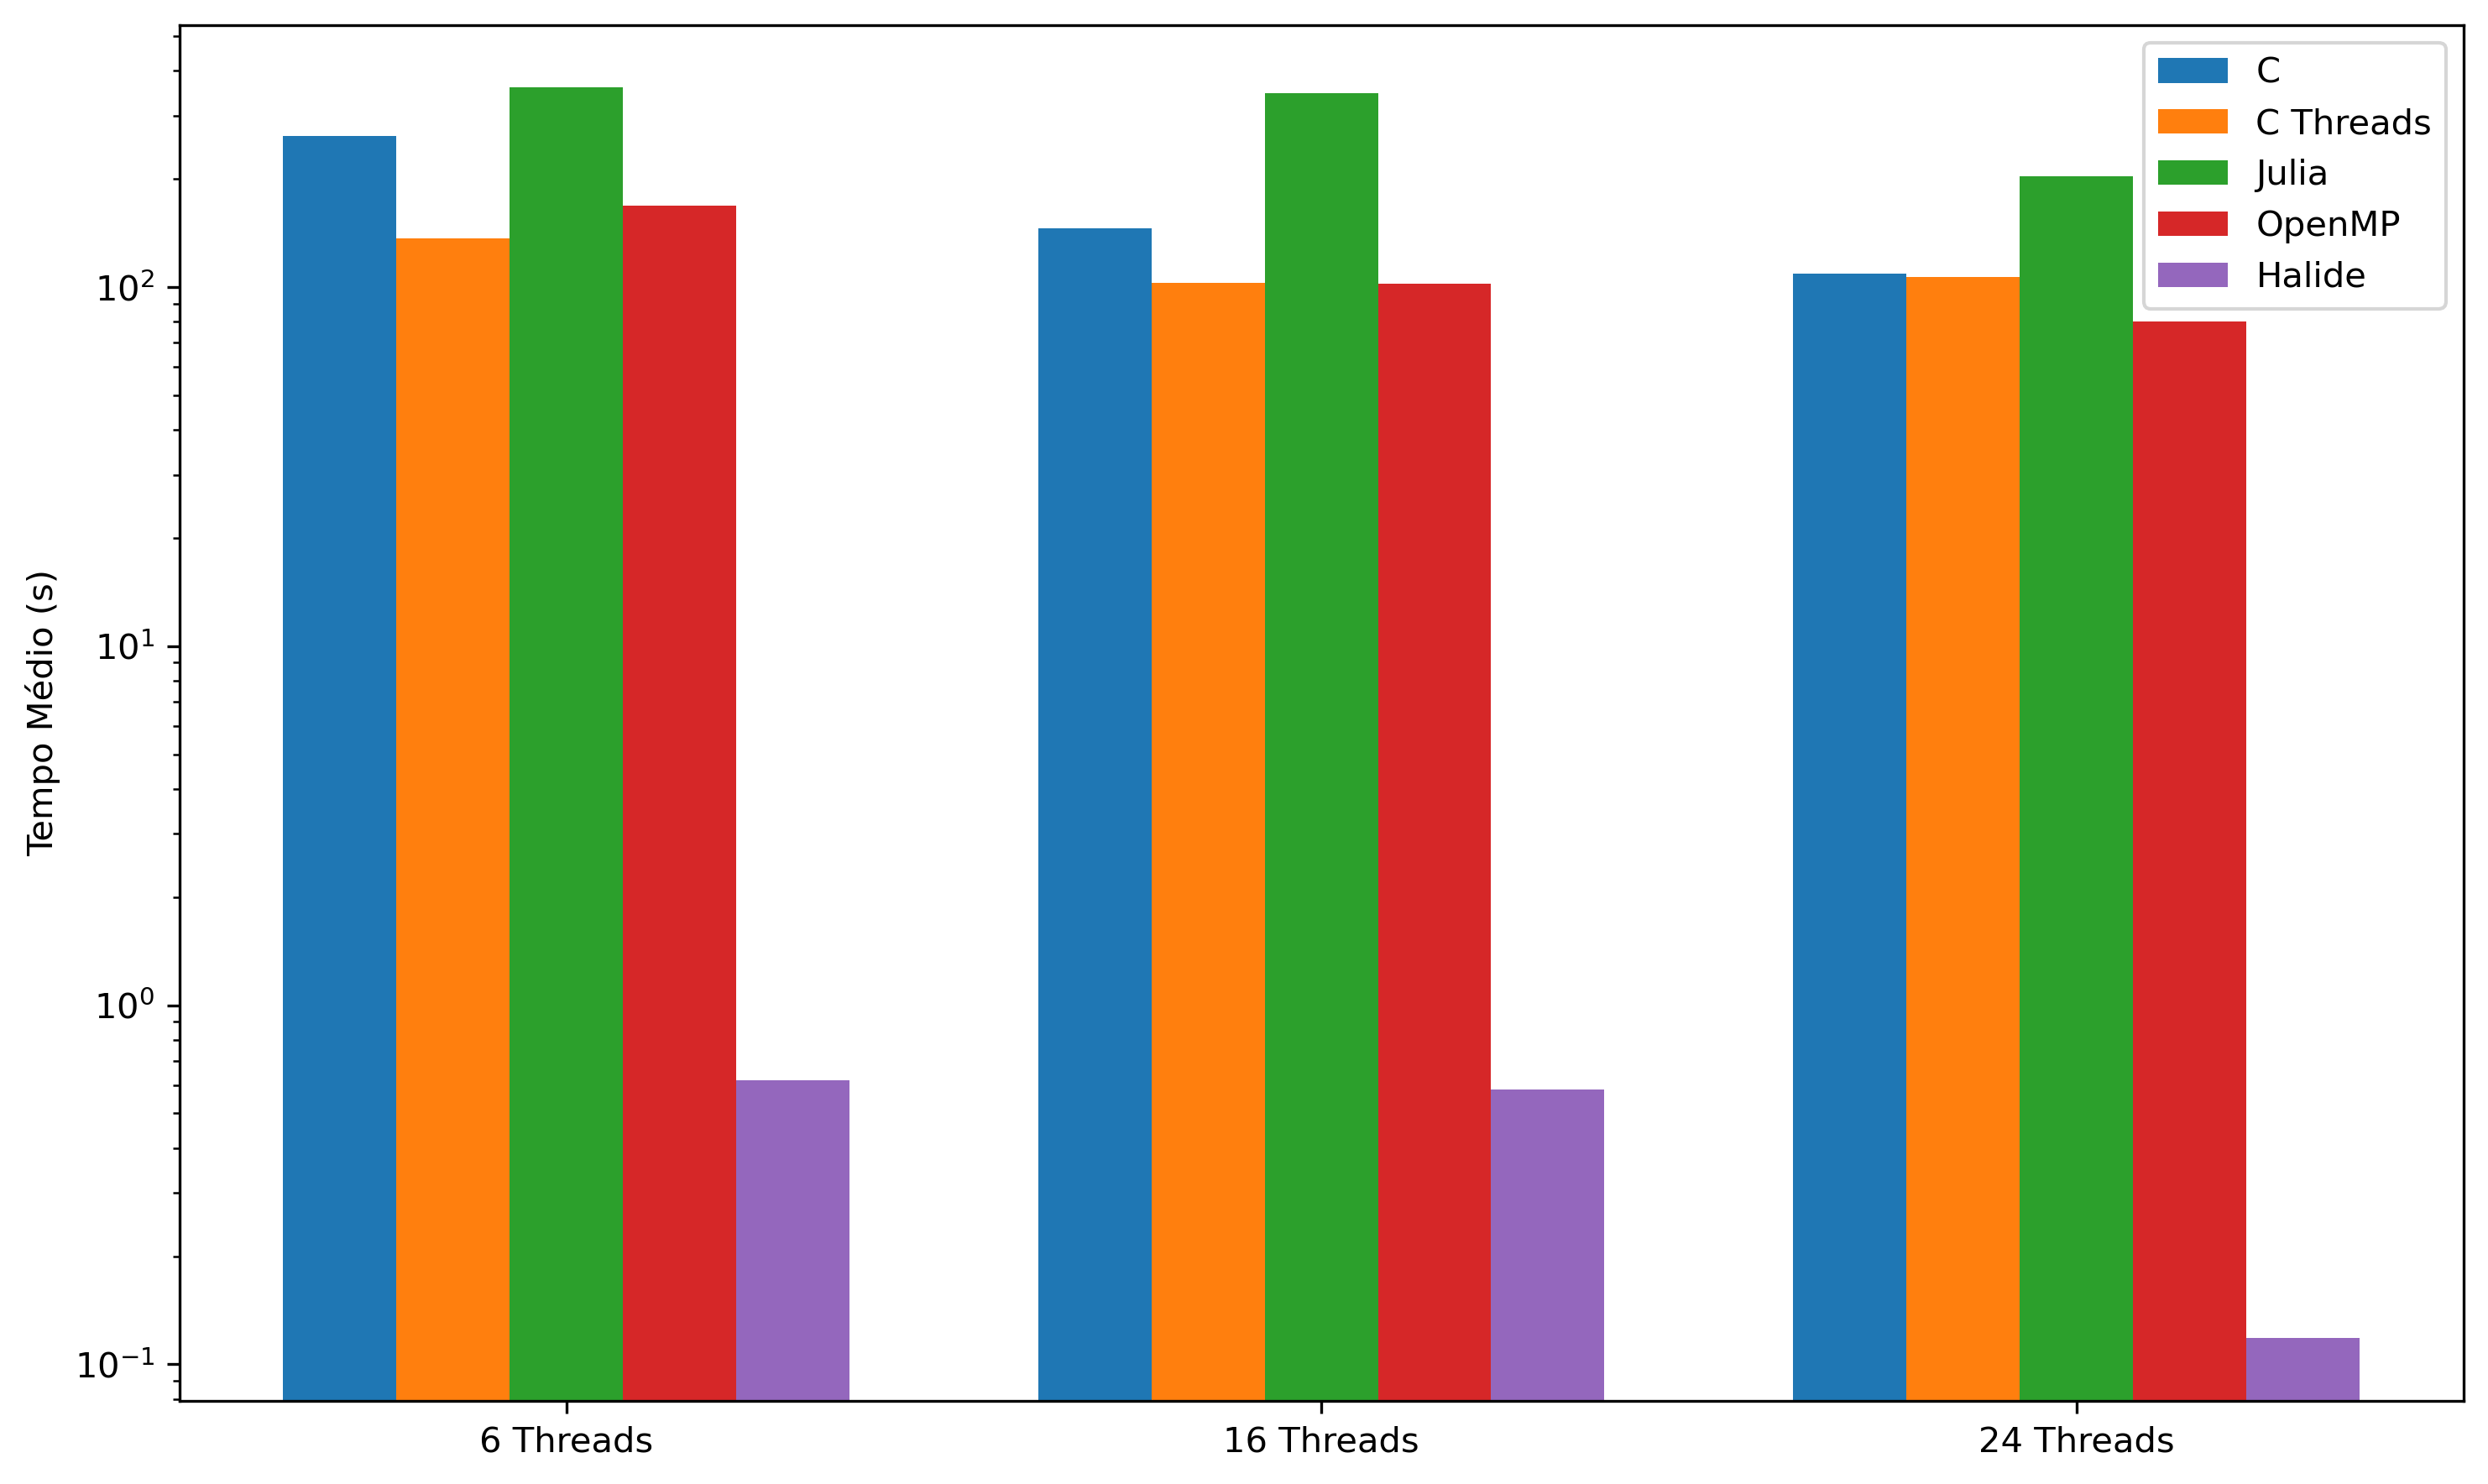 C
C Threads
Julia
OpenMP
Halide
Tempo Médio (s)
10²
10¹
10⁰
10⁻¹
6 Threads
16 Threads
24 Threads